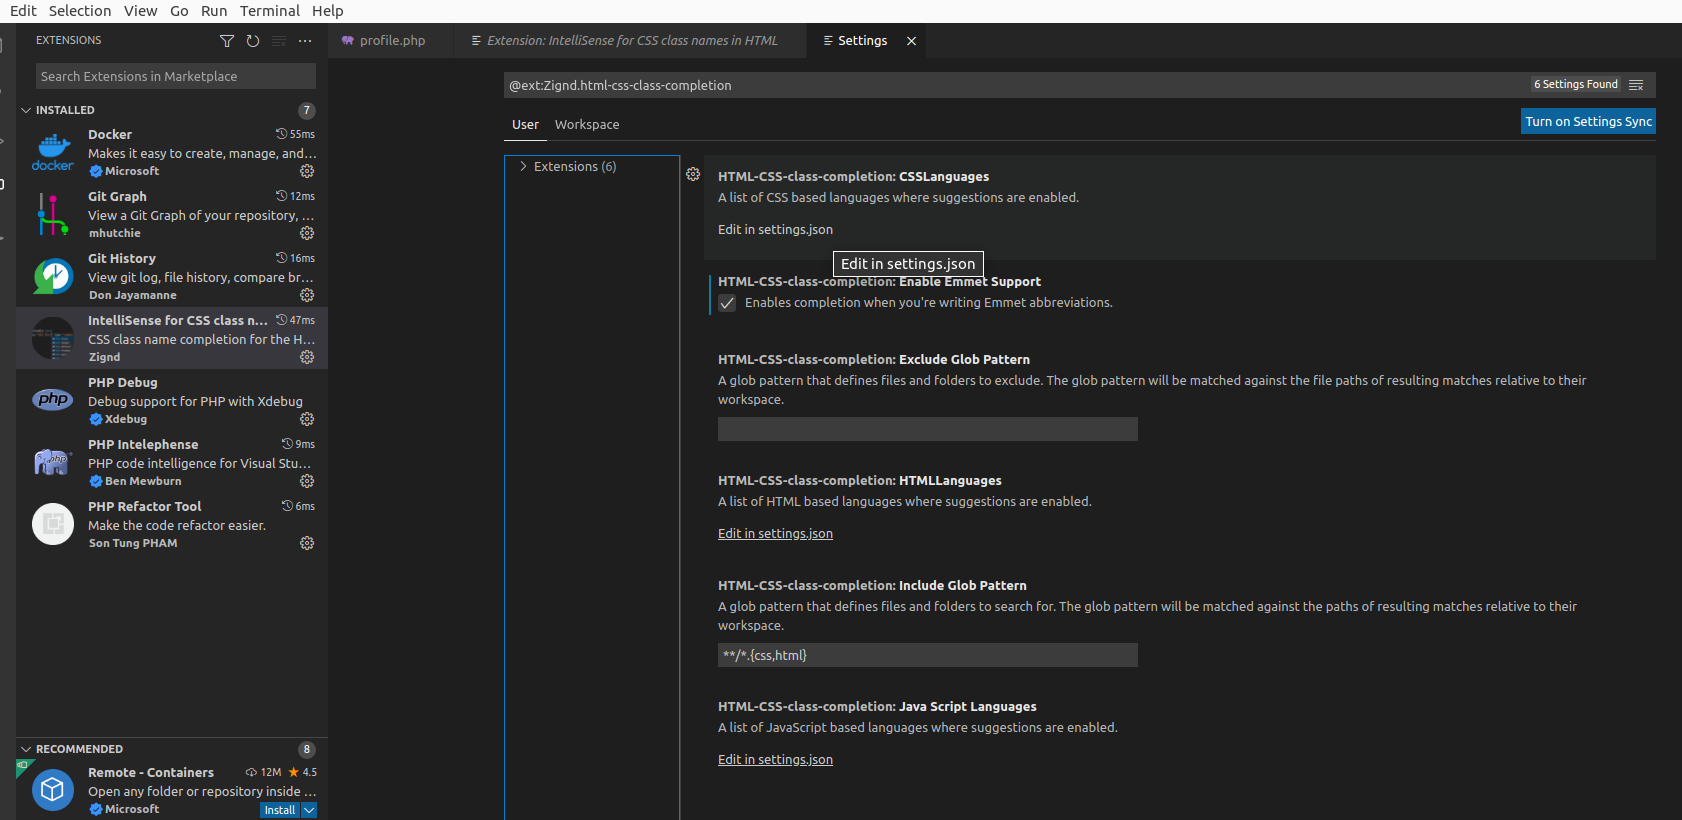 Edit Selection View Go Run Terminal Help
EXTENSIONS
profile.php
Extension: IntelliSense for CSS class names in HTML
Settings
Search Extensions in Marketplace
INSTALLED 7
Docker 55ms
Makes it easy to create, manage, and...
Microsoft
docker
Git Graph 12ms
View a Git Graph of your repository, ...
mhutchie
Git History 16ms
View git log, file history, compare br...
Don Jayamanne
IntelliSense for CSS class n... 47ms
CSS class name completion for the H...
Zignd
PHP Debug
Debug support for PHP with Xdebug
Xdebug
php
PHP Intelephense 9ms
PHP code intelligence for Visual Stu...
Ben Mewburn
php
PHP Refactor Tool 6ms
Make the code refactor easier.
Son Tung PHAM
RECOMMENDED 8
Remote - Containers 12M 4.5
Open any folder or repository inside ...
Microsoft Install
@ext:Zignd.html-css-class-completion
6 Settings Found
User Workspace
Turn on Settings Sync
Extensions (6)
HTML-CSS-class-completion: CSSLanguages
A list of CSS based languages where suggestions are enabled.
Edit in settings.json
Edit in settings.json
HTML-CSS-class-completion: Enable Emmet Support
Enables completion when you're writing Emmet abbreviations.
HTML-CSS-class-completion: Exclude Glob Pattern
A glob pattern that defines files and folders to exclude. The glob pattern will be matched against the file paths of resulting matches relative to their
workspace.
HTML-CSS-class-completion: HTMLLanguages
A list of HTML based languages where suggestions are enabled.
Edit in settings.json
HTML-CSS-class-completion: Include Glob Pattern
A glob pattern that defines files and folders to search for. The glob pattern will be matched against the paths of resulting matches relative to their
workspace.
**/*.{css,html}
HTML-CSS-class-completion: Java Script Languages
A list of JavaScript based languages where suggestions are enabled.
Edit in settings.json